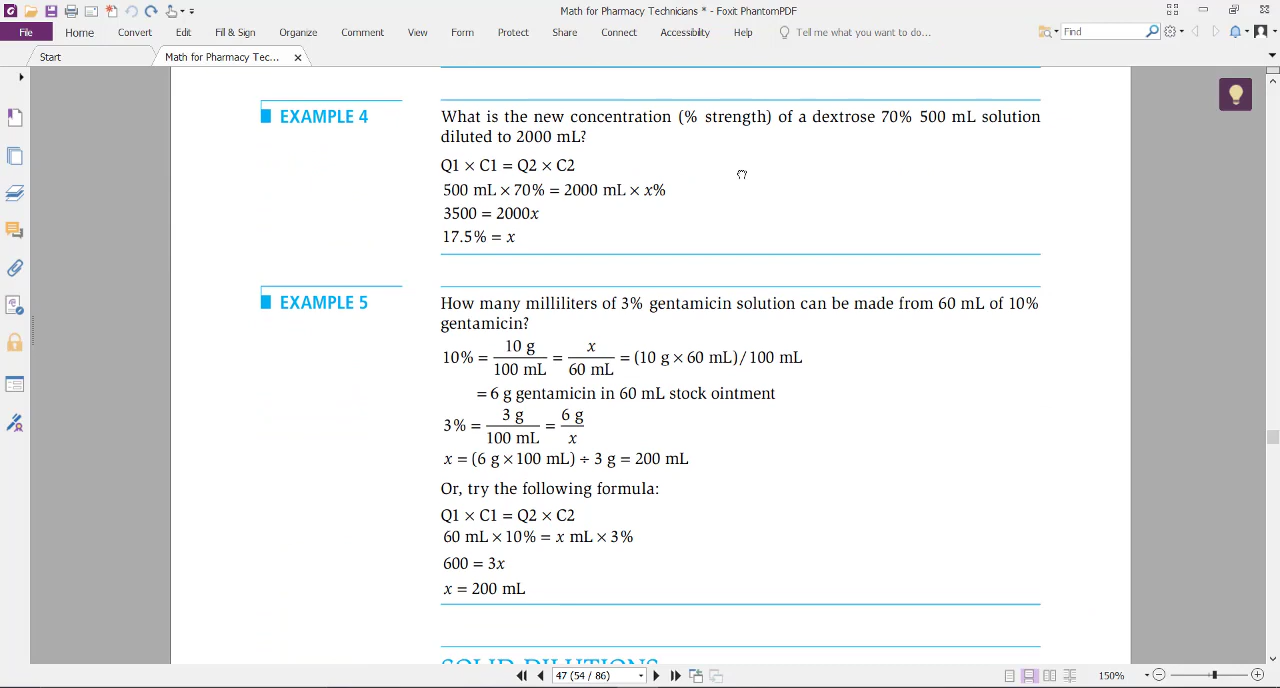 Math for Pharmacy Technicians * - Foxit PhantomPDF
File Home Convert Edit Fill & Sign Organize Comment View Form Protect Share Connect Accessibility Help Tell me what you want to do... Find
Start Math for Pharmacy Tec...
EXAMPLE 4
What is the new concentration (% strength) of a dextrose 70% 500 mL solution
diluted to 2000 mL?
Q1 × C1 = Q2 × C2
500 mL × 70% = 2000 mL × x%
3500 = 2000x
17.5% = x
EXAMPLE 5
How many milliliters of 3% gentamicin solution can be made from 60 mL of 10%
gentamicin?
10% = 10 g / 100 mL = x / 60 mL = (10 g × 60 mL)/100 mL
= 6 g gentamicin in 60 mL stock ointment
3% = 3 g / 100 mL = 6 g / x
x = (6 g × 100 mL) ÷ 3 g = 200 mL
Or, try the following formula:
Q1 × C1 = Q2 × C2
60 mL × 10% = x mL × 3%
600 = 3x
x = 200 mL
SOLID DILUTIONS
47 (54 / 86) 150%